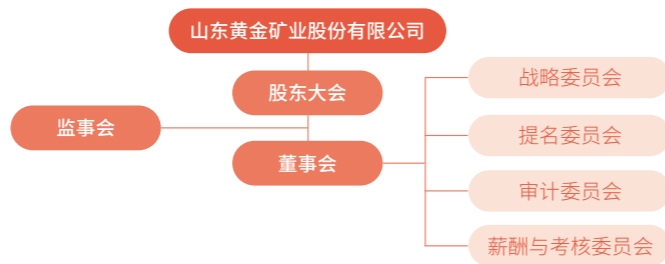 山东黄金矿业股份有限公司
股东大会
监事会
董事会
战略委员会
提名委员会
审计委员会
薪酬与考核委员会